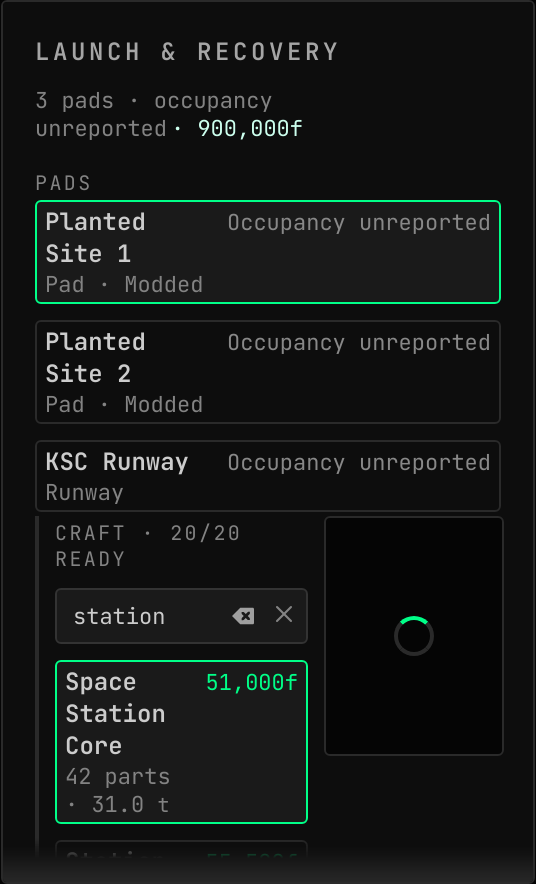 LAUNCH & RECOVERY
3 pads · occupancy
unreported · 900,000f
PADS
Planted Occupancy unreported
Site 1
Pad · Modded
Planted Occupancy unreported
Site 2
Pad · Modded
KSC Runway Occupancy unreported
Runway
CRAFT · 20/20
READY
station
Space 51,000f
Station
Core
42 parts
· 31.0 t